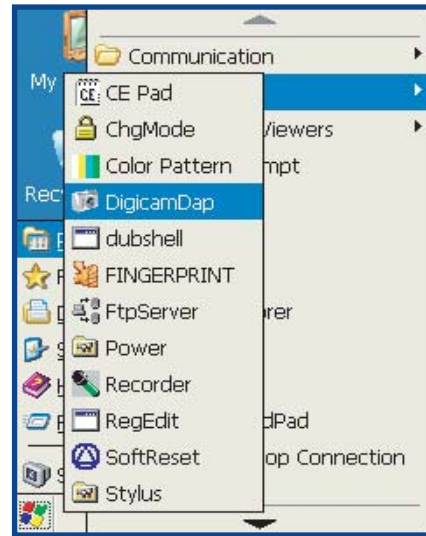 Communication
My
CE Pad
ChgMode
Viewers
Color Pattern
mpt
Rec
DigicamDap
dubshell
FINGERPRINT
FtpServer
rer
Power
Recorder
RegEdit
dPad
SoftReset
op Connection
Stylus